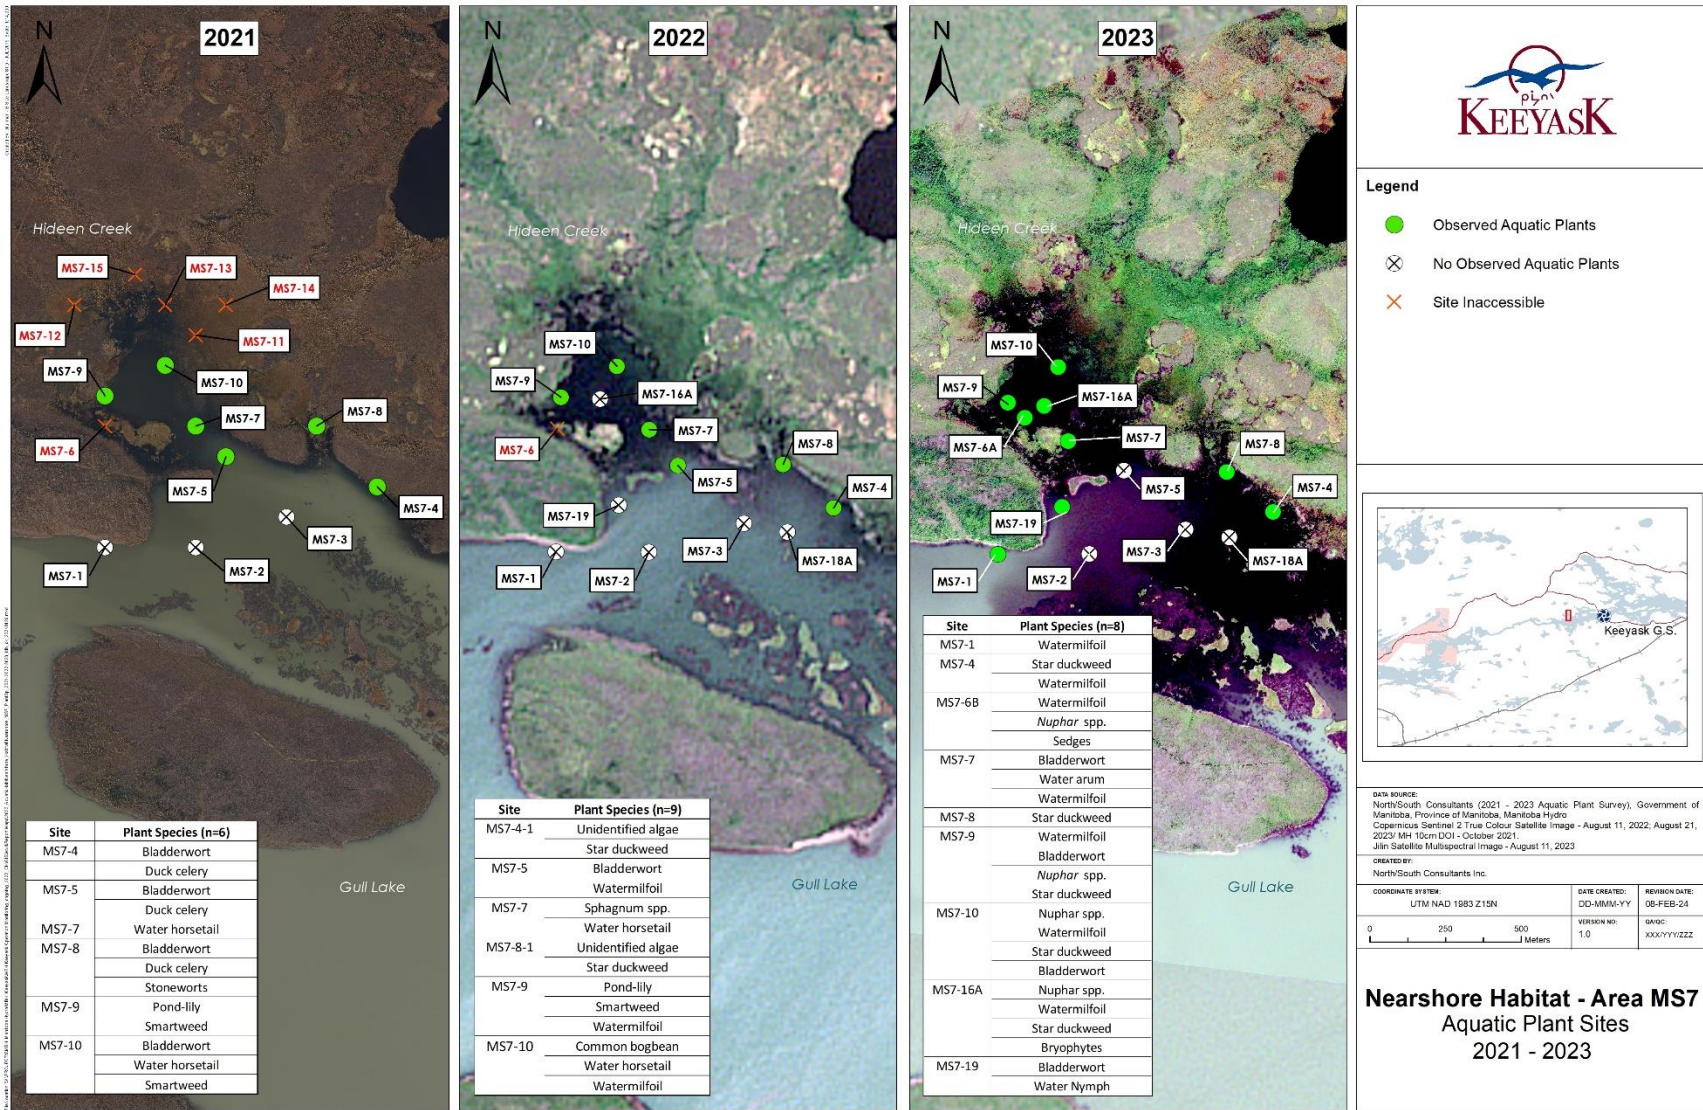 2021
N
Hideen Creek
MS7-15
MS7-13
MS7-14
MS7-12
MS7-11
MS7-9
MS7-10
MS7-7
MS7-8
MS7-6
MS7-5
MS7-4
MS7-3
MS7-1
MS7-2
Gull Lake
Site Plant Species (n=6)
MS7-4 Bladderwort
Duck celery
MS7-5 Bladderwort
Duck celery
MS7-7 Water horsetail
MS7-8 Bladderwort
Duck celery
Stoneworts
MS7-9 Pond-lily
Smartweed
MS7-10 Bladderwort
Water horsetail
Smartweed
2022
N
Hideen Creek
MS7-10
MS7-9
MS7-16A
MS7-6
MS7-7
MS7-8
MS7-5
MS7-4
MS7-19
MS7-3
MS7-18A
MS7-1
MS7-2
Gull Lake
Site Plant Species (n=9)
MS7-4-1 Unidentified algae
Star duckweed
MS7-5 Bladderwort
Watermilfoil
MS7-7 Sphagnum spp.
Water horsetail
MS7-8-1 Unidentified algae
Star duckweed
MS7-9 Pond-lily
Smartweed
Watermilfoil
MS7-10 Common bogbean
Water horsetail
Watermilfoil
2023
N
Hideen Creek
MS7-10
MS7-9
MS7-16A
MS7-6A
MS7-7
MS7-8
MS7-5
MS7-4
MS7-19
MS7-3
MS7-18A
MS7-1
MS7-2
Gull Lake
Site Plant Species (n=8)
MS7-1 Watermilfoil
MS7-4 Star duckweed
Watermilfoil
MS7-6B Watermilfoil
Nuphar spp.
Sedges
MS7-7 Bladderwort
Water arum
Watermilfoil
MS7-8 Star duckweed
MS7-9 Watermilfoil
Bladderwort
Nuphar spp.
Star duckweed
MS7-10 Nuphar spp.
Watermilfoil
Star duckweed
Bladderwort
MS7-16A Nuphar spp.
Watermilfoil
Star duckweed
Bryophytes
MS7-19 Bladderwort
Water Nymph
KEEYASK
Legend
Observed Aquatic Plants
No Observed Aquatic Plants
Site Inaccessible
Keeyask G.S.
DATA SOURCE:
North/South Consultants (2021 - 2023 Aquatic Plant Survey), Government of
Manitoba, Province of Manitoba, Manitoba Hydro
Copernicus Sentinel 2 True Colour Satellite Image - August 11, 2022; August 21,
2023/ MH 10cm DOI - October 2021.
Jilin Satellite Multispectral Image - August 11, 2023
CREATED BY:
North/South Consultants Inc.
COORDINATE SYSTEM: DATE CREATED: REVISION DATE:
UTM NAD 1983 Z15N DD-MMM-YY 08-FEB-24
VERSION NO: QA/QC:
0 250 500 1.0 XXX/YYY/ZZZ
Meters
Nearshore Habitat - Area MS7
Aquatic Plant Sites
2021 - 2023